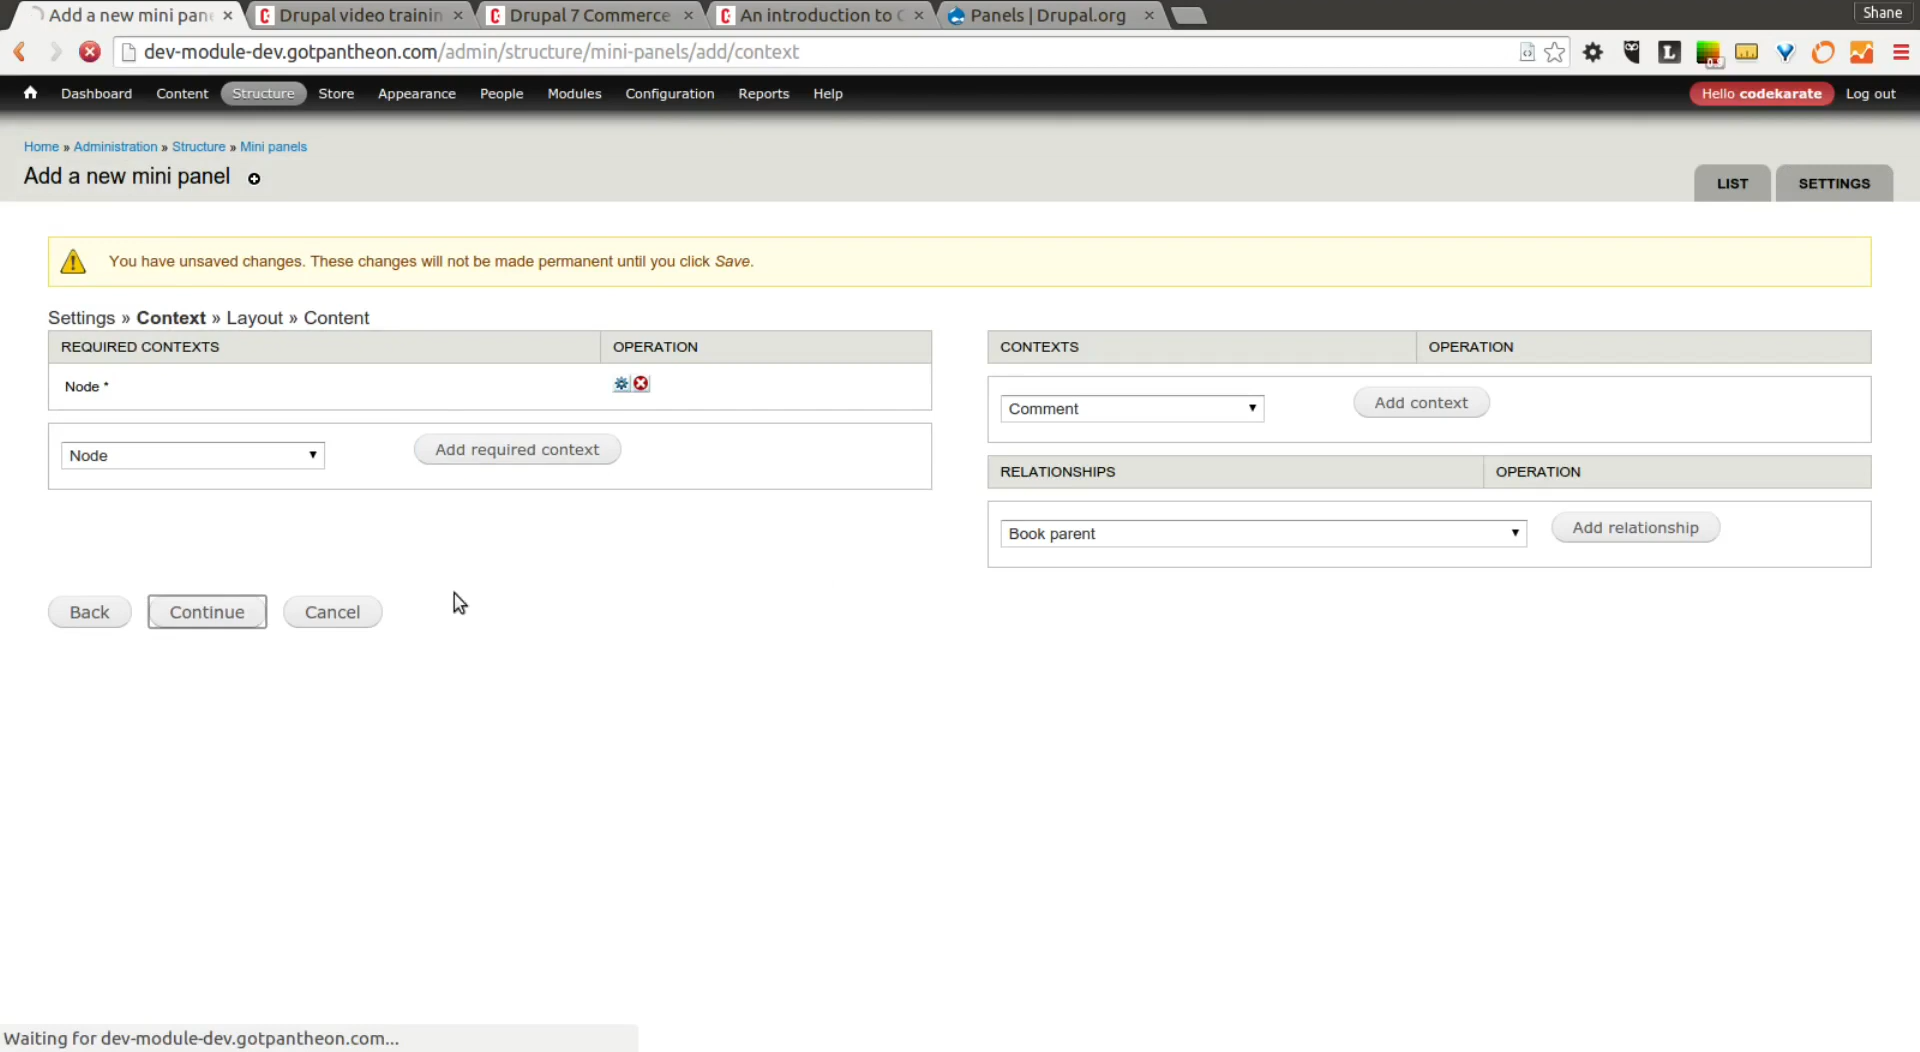 Add a new mini pane
Drupal video trainin
Drupal 7 Commerce
An introduction to C
Panels | Drupal.org
Shane
dev-module-dev.gotpantheon.com/admin/structure/mini-panels/add/context
Dashboard Content Structure Store Appearance People Modules Configuration Reports Help
Hello codekarate Log out
Home » Administration » Structure » Mini panels
Add a new mini panel
LIST SETTINGS
You have unsaved changes. These changes will not be made permanent until you click Save.
Settings » Context » Layout » Content
REQUIRED CONTEXTS OPERATION
Node *
Node Add required context
CONTEXTS OPERATION
Comment Add context
RELATIONSHIPS OPERATION
Book parent Add relationship
Back Continue Cancel
Waiting for dev-module-dev.gotpantheon.com...